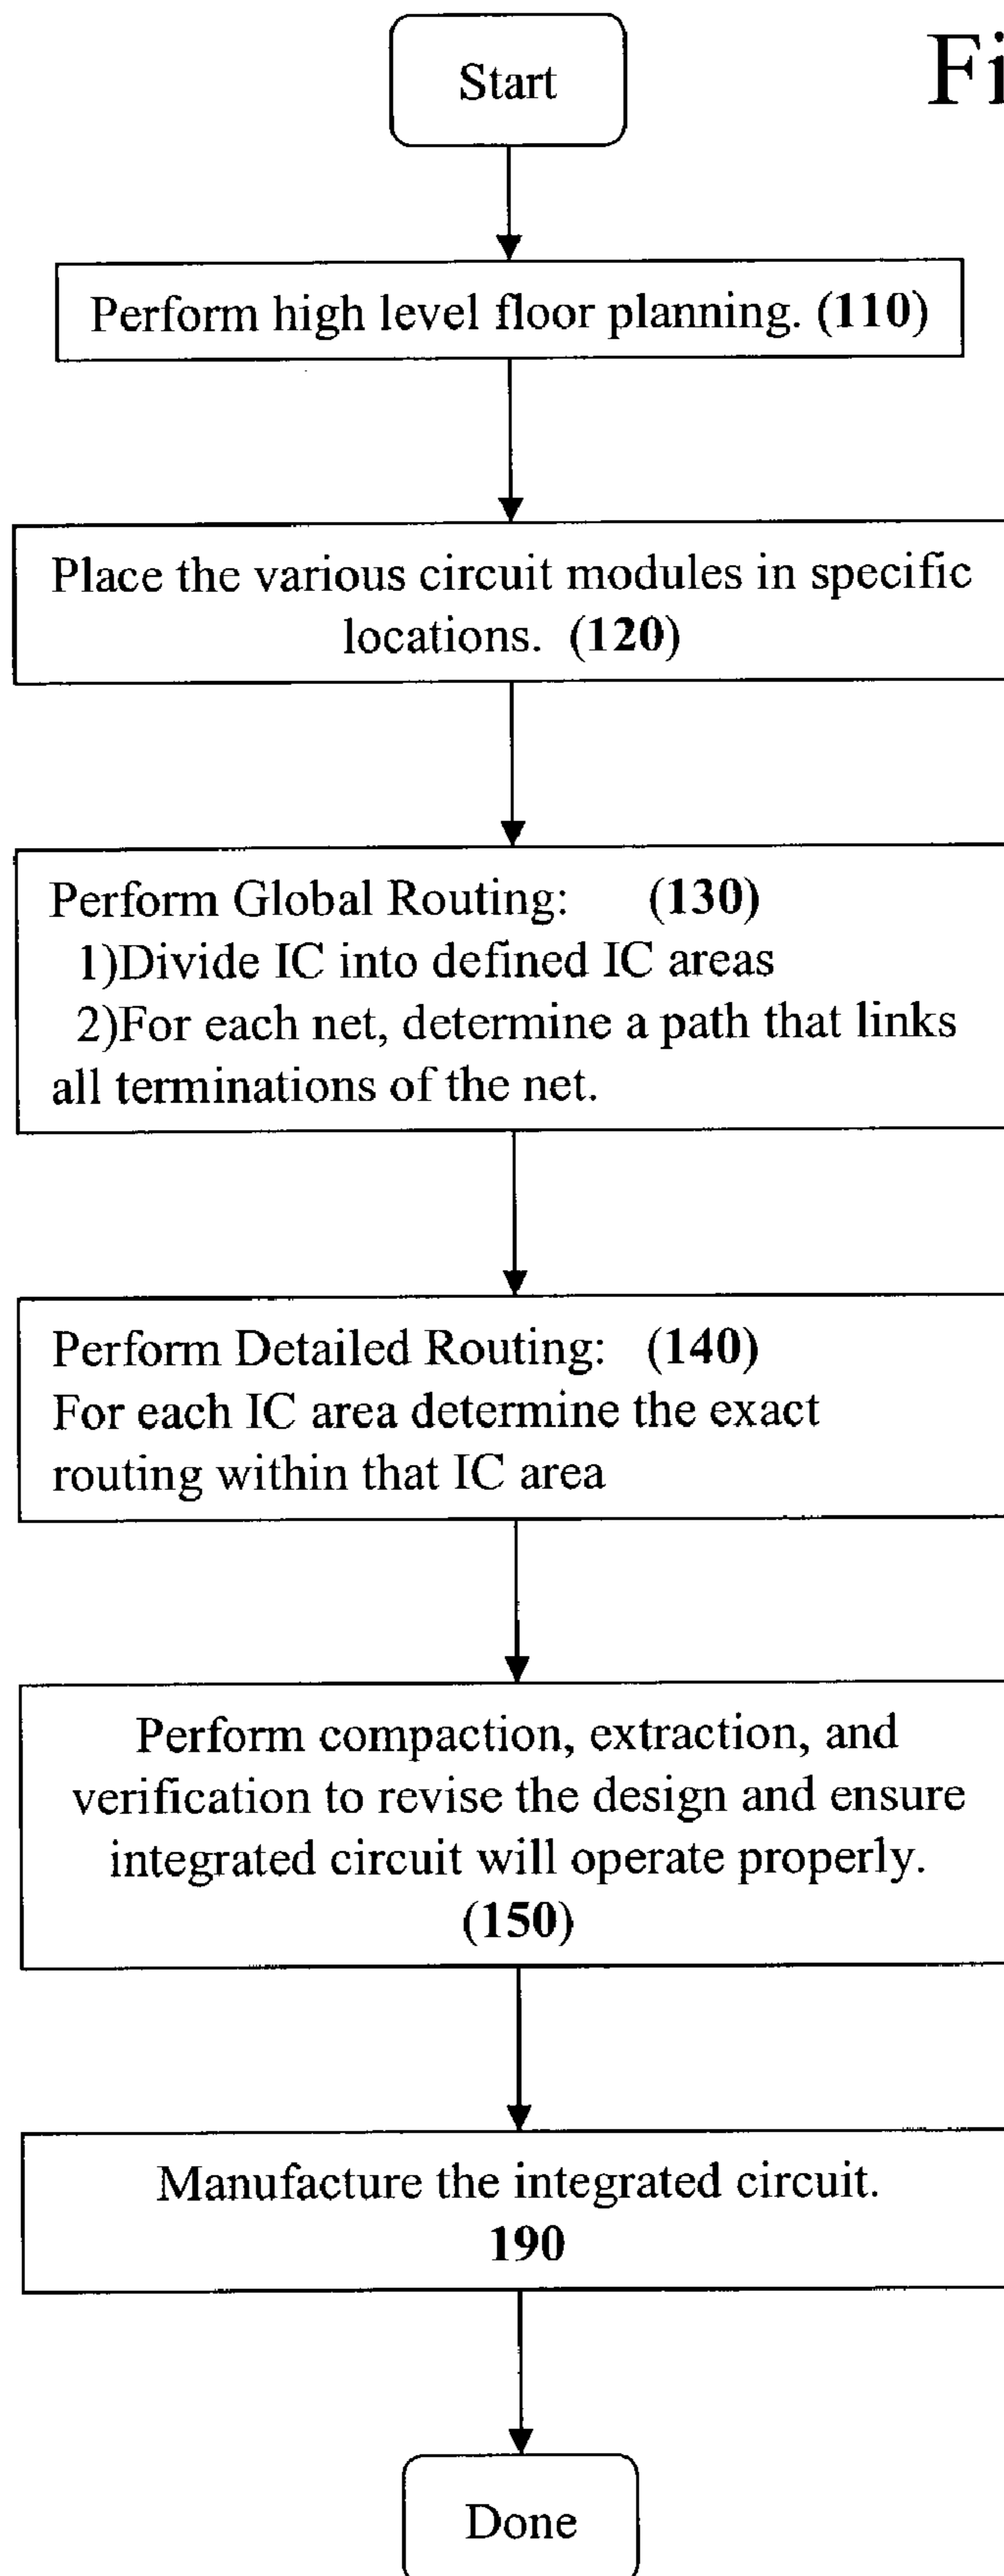 Start
Perform high level floor planning. (110)
Place the various circuit modules in specific
locations. (120)
Perform Global Routing: (130)
1)Divide IC into defined IC areas
2)For each net, determine a path that links
all terminations of the net.
Perform Detailed Routing: (140)
For each IC area determine the exact
routing within that IC area
Perform compaction, extraction, and
verification to revise the design and ensure
integrated circuit will operate properly.
(150)
Manufacture the integrated circuit.
190
Done